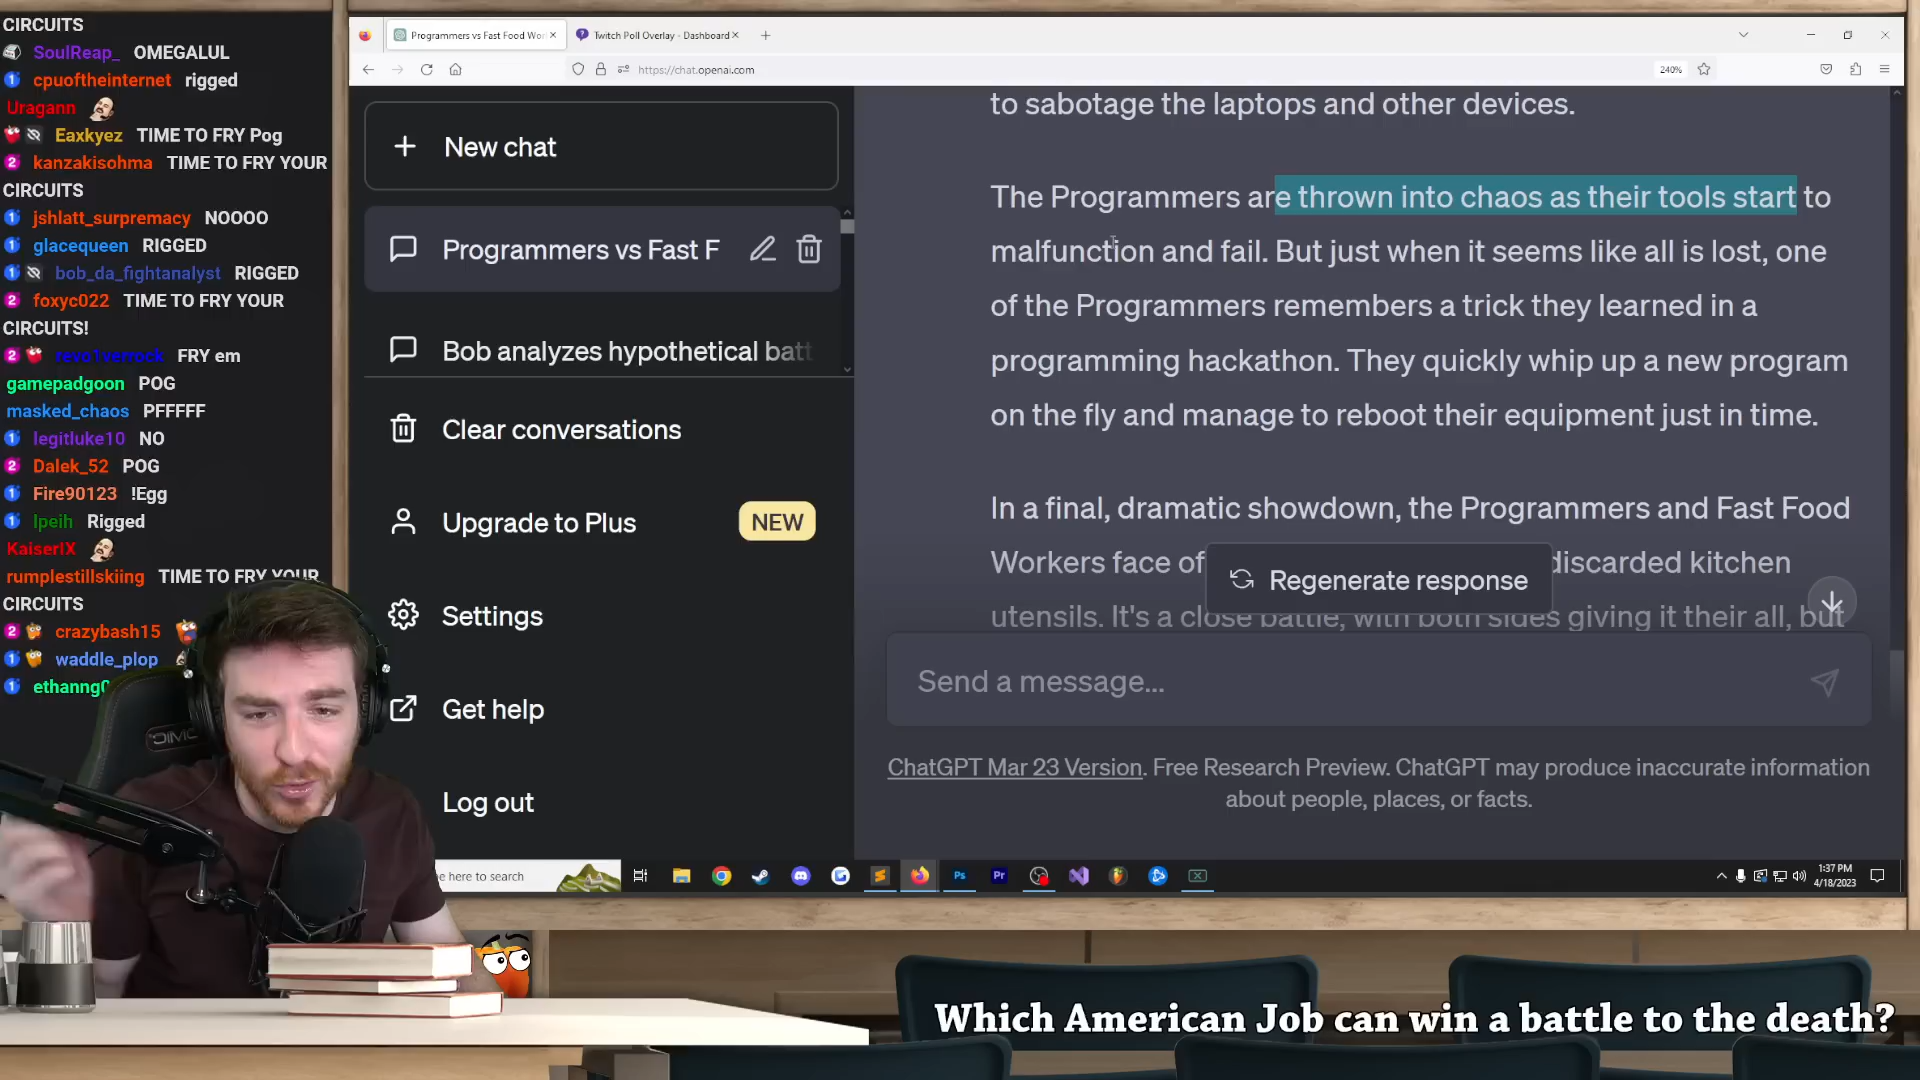 CIRCUITS
SoulReap_ OMEGALUL
cpuoftheinternet rigged
Uragann
Eaxkyez TIME TO FRY Pog
kanzakisohma TIME TO FRY YOUR
CIRCUITS
jshlatt_surpremacy NOOOO
glacequeen RIGGED
bob_da_fightanalyst RIGGED
foxyc022 TIME TO FRY YOUR
CIRCUITS!
revo1verrock FRY em
gamepadgoon POG
masked_chaos PFFFFF
legitluke10 NO
Dalek_52 POG
Fire90123 !Egg
lpeih Rigged
KaiserIX
rumplestillskiing TIME TO FRY YOUR
CIRCUITS
crazybash15
waddle_plop
ethanng
Programmers vs Fast Food Wor
Twitch Poll Overlay - Dashboard
https://chat.openai.com
240%
New chat
Programmers vs Fast F
Bob analyzes hypothetical batt
Clear conversations
Upgrade to Plus NEW
Settings
Get help
Log out
to sabotage the laptops and other devices.
The Programmers are thrown into chaos as their tools start to
malfunction and fail. But just when it seems like all is lost, one
of the Programmers remembers a trick they learned in a
programming hackathon. They quickly whip up a new program
on the fly and manage to reboot their equipment just in time.
In a final, dramatic showdown, the Programmers and Fast Food
Workers face of discarded kitchen
Regenerate response
utensils. It's a close battle, with both sides giving it their all, but
Send a message...
ChatGPT Mar 23 Version. Free Research Preview. ChatGPT may produce inaccurate information
about people, places, or facts.
e here to search
Ps
Pr
1:37 PM
4/18/2023
Which American Job can win a battle to the death?